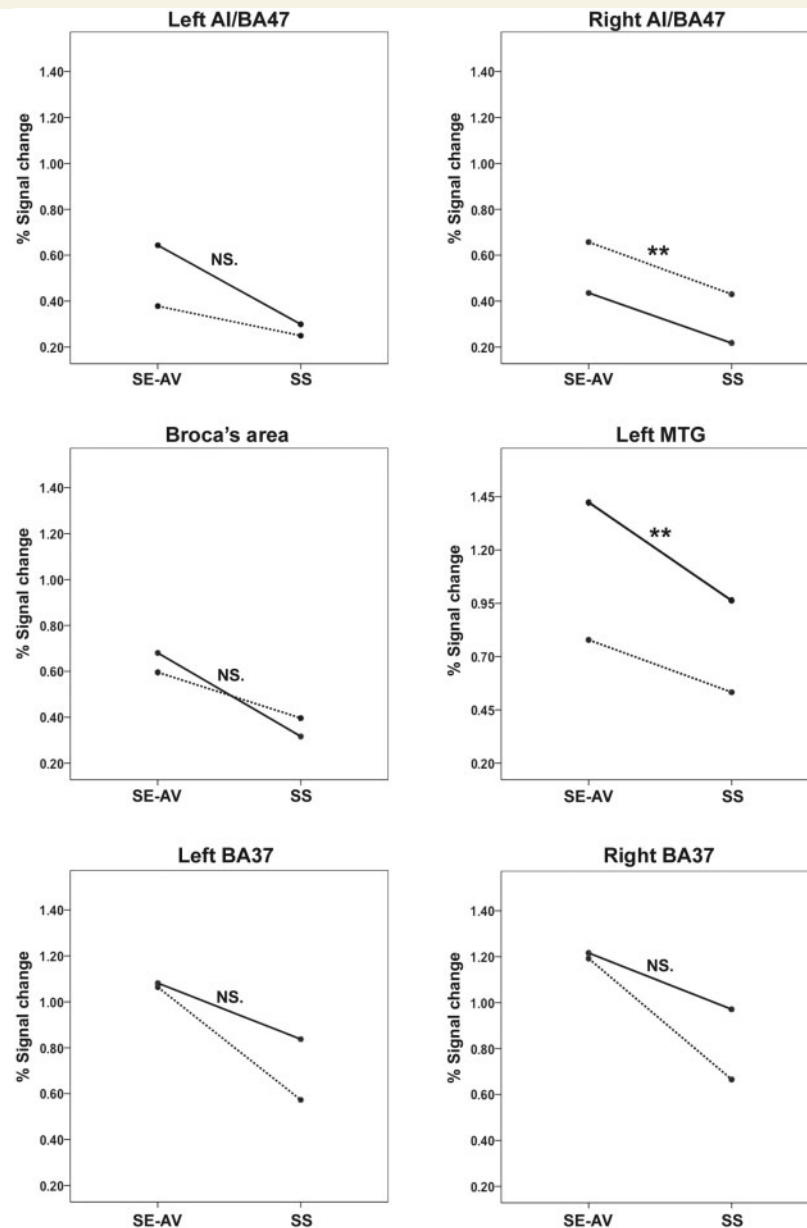 Left AI/BA47
% Signal change
1.40
1.20
1.00
0.80
0.60
0.40
0.20
NS.
SE-AV SS
Right AI/BA47
% Signal change
1.40
1.20
1.00
0.80
0.60
0.40
0.20
**
SE-AV SS
Broca's area
% Signal change
1.40
1.20
1.00
0.80
0.60
0.40
0.20
NS.
SE-AV SS
Left MTG
% Signal change
1.45
1.20
0.95
0.70
0.45
0.20
**
SE-AV SS
Left BA37
% Signal change
1.40
1.20
1.00
0.80
0.60
0.40
0.20
NS.
SE-AV SS
Right BA37
% Signal change
1.40
1.20
1.00
0.80
0.60
0.40
0.20
NS.
SE-AV SS